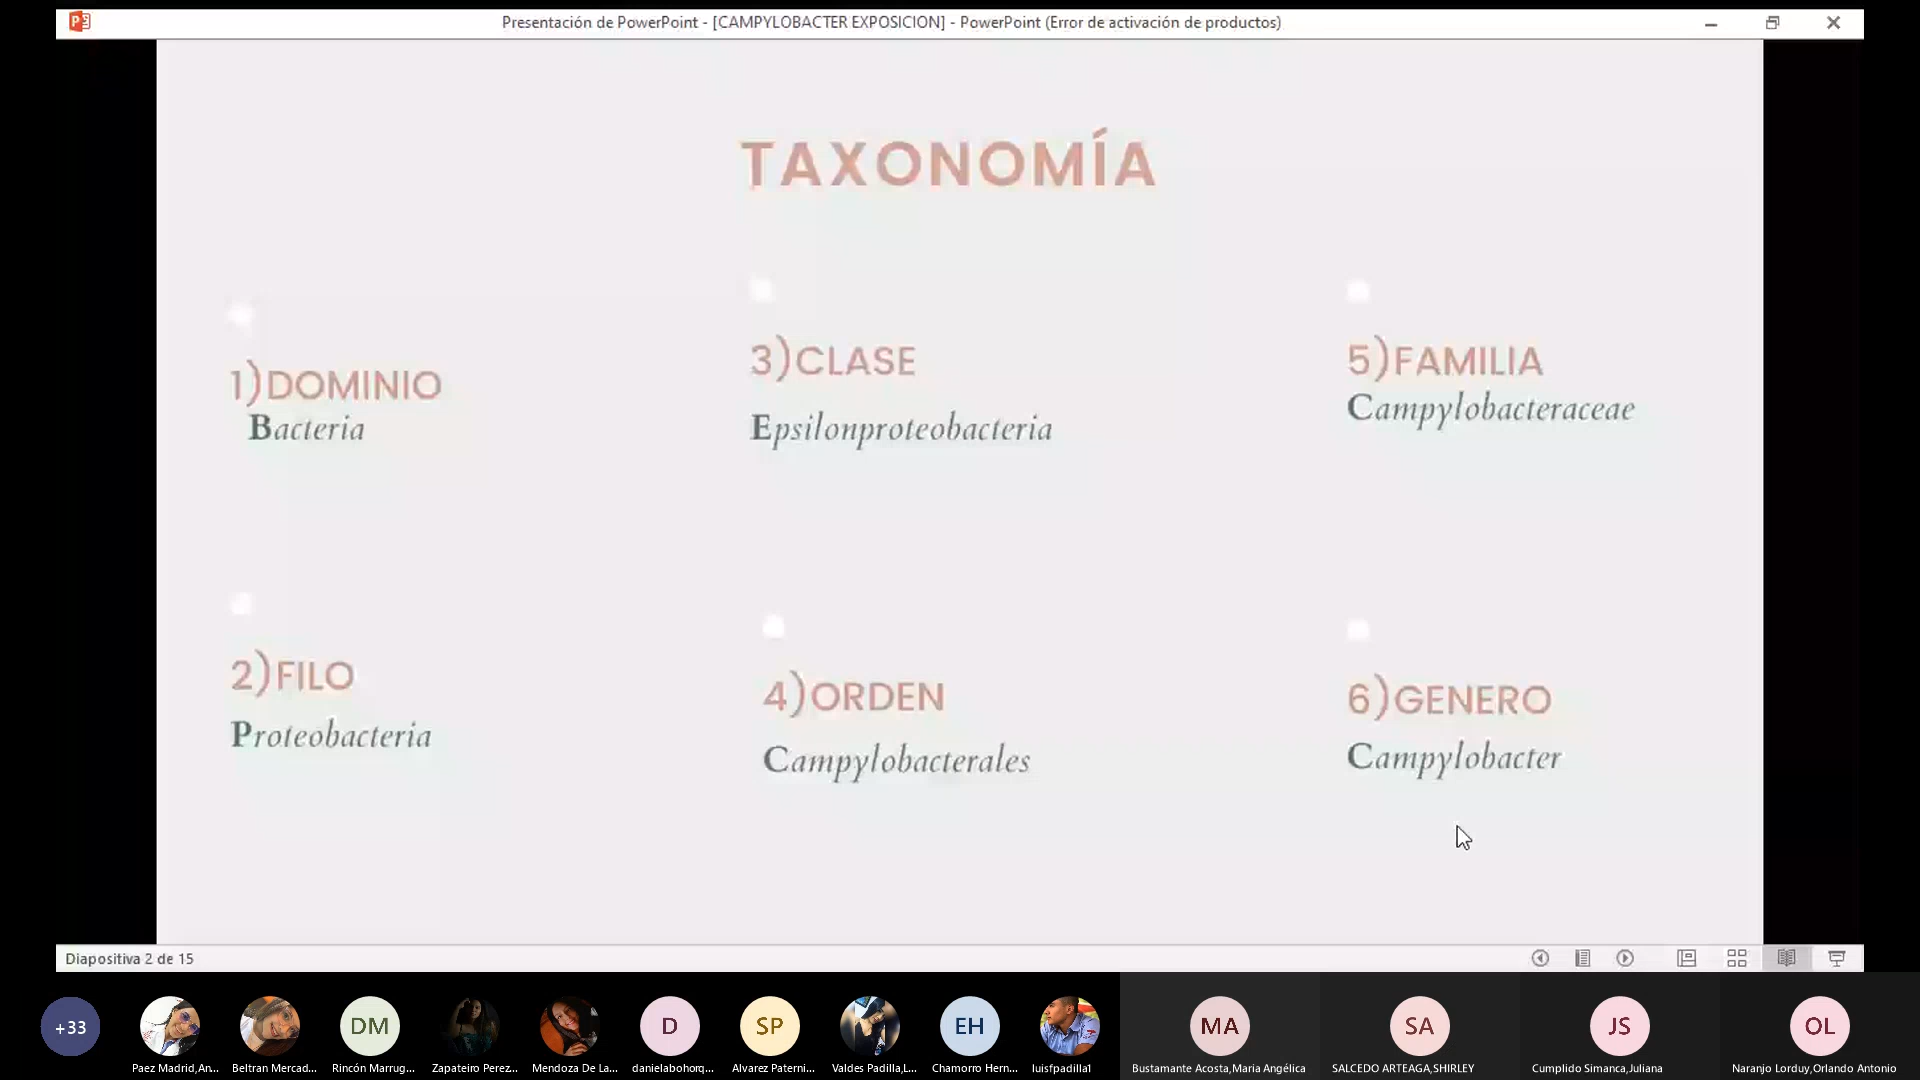 Presentación de PowerPoint - [CAMPYLOBACTER EXPOSICION] - PowerPoint (Error de activación de productos)
TAXONOMÍA
1)DOMINIO
Bacteria
2)FILO
Proteobacteria
3)CLASE
Epsilonproteobacteria
4)ORDEN
Campylobacterales
5)FAMILIA
Campylobacteraceae
6)GENERO
Campylobacter
Diapositiva 2 de 15
+33
DM
D
SP
EH
MA
SA
JS
OL
Paez Madrid,An...
Beltran Mercad...
Rincón Marrug...
Zapateiro Perez...
Mendoza De La...
danielabohorq...
Alvarez Paterni...
Valdes Padilla,L...
Chamorro Hern...
luisfpadilla1
Bustamante Acosta,Maria Angélica
SALCEDO ARTEAGA,SHIRLEY
Cumplido Simanca,Juliana
Naranjo Lorduy,Orlando Antonio